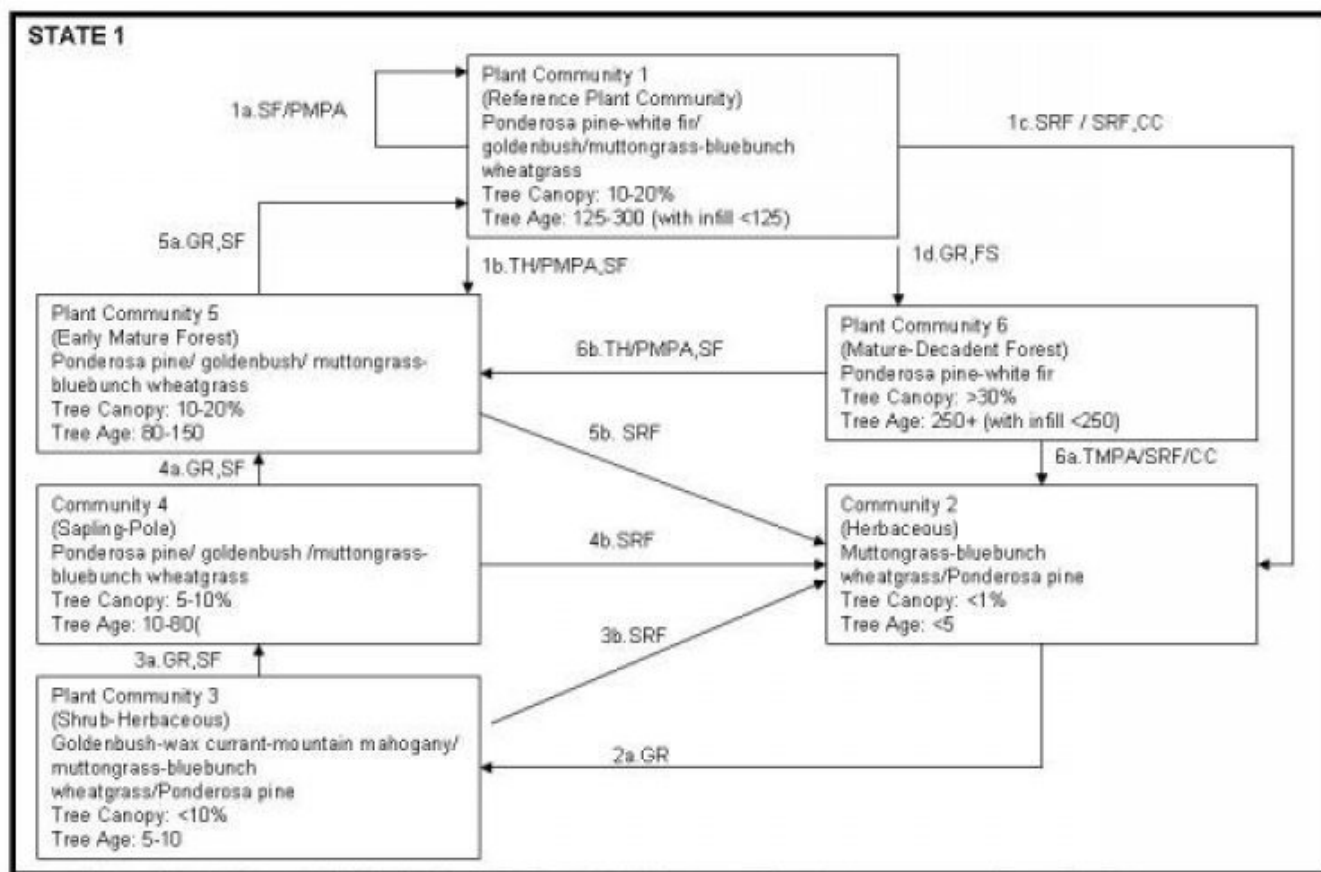 STATE 1
Plant Community 1
(Reference Plant Community)
Ponderosa pine-white fir/
goldenbush/muttongrass-bluebunch
wheatgrass
Tree Canopy: 10-20%
Tree Age: 125-300 (with infill <125)
1a.SF/PMPA
1c.SRF / SRF,CC
5a.GR,SF
1b.TH/PMPA,SF
1d.GR,FS
Plant Community 5
(Early Mature Forest)
Ponderosa pine/ goldenbush/ muttongrass-
bluebunch wheatgrass
Tree Canopy: 10-20%
Tree Age: 80-150
6b.TH/PMPA,SF
Plant Community 6
(Mature-Decadent Forest)
Ponderosa pine-white fir
Tree Canopy: >30%
Tree Age: 250+ (with infill <250)
5b. SRF
4a.GR,SF
6a.TMPA/SRF/CC
Community 4
(Sapling-Pole)
Ponderosa pine/ goldenbush /muttongrass-
bluebunch wheatgrass
Tree Canopy: 5-10%
Tree Age: 10-80(
4b.SRF
Community 2
(Herbaceous)
Muttongrass-bluebunch
wheatgrass/Ponderosa pine
Tree Canopy: <1%
Tree Age: <5
3a.GR,SF
3b.SRF
Plant Community 3
(Shrub-Herbaceous)
Goldenbush-wax currant-mountain mahogany/
muttongrass-bluebunch
wheatgrass/Ponderosa pine
Tree Canopy: <10%
Tree Age: 5-10
2a.GR